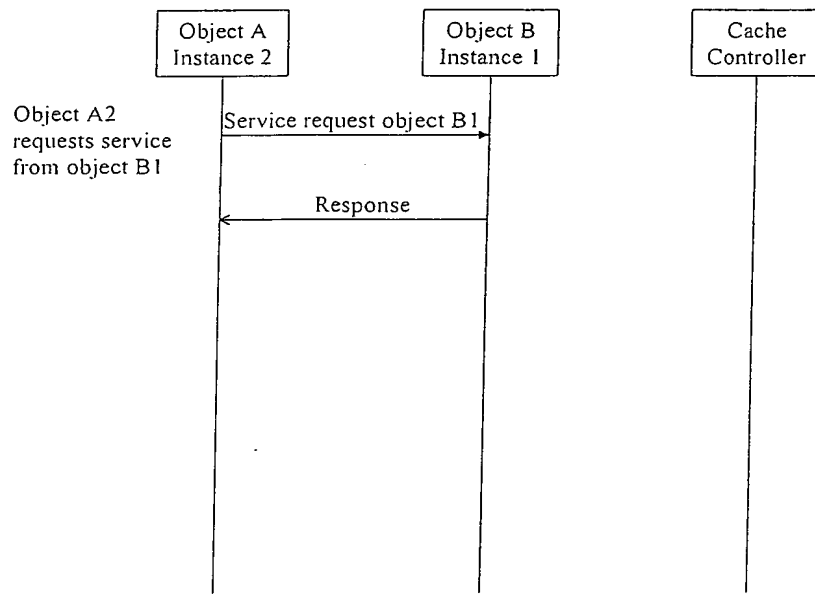 Object A
Instance 2
Object B
Instance 1
Cache
Controller
Object A2
requests service
from object B1
Service request object B1
Response